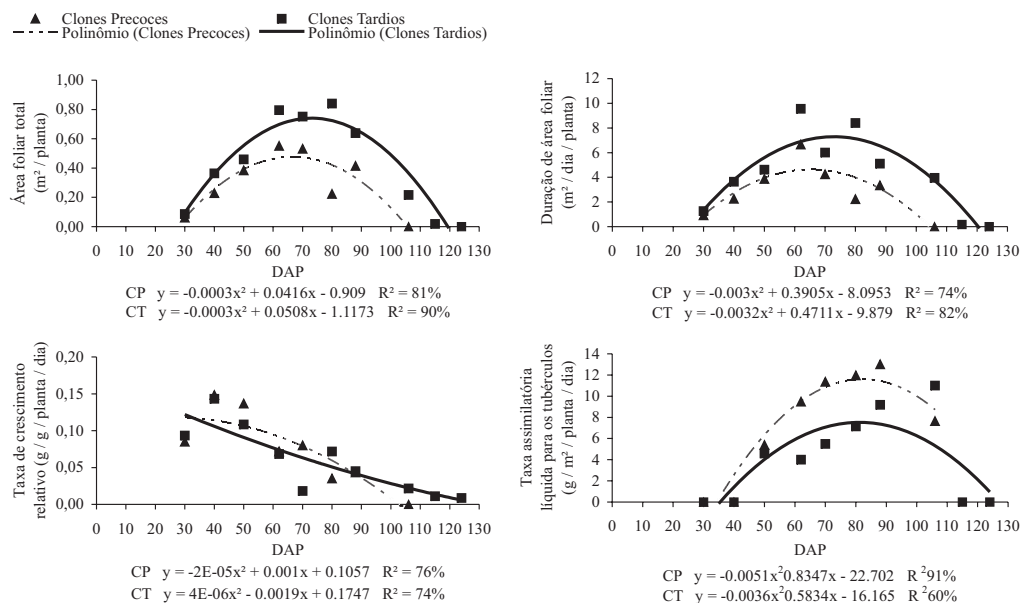 Clones Precoces Clones Tardios
Polinômio (Clones Precoces) Polinômio (Clones Tardios)
Área foliar total
(m² / planta)
1,00
0,80
0,60
0,40
0,20
0,00
0 10 20 30 40 50 60 70 80 90 100 110 120 130
DAP
CP y = -0.0003x² + 0.0416x - 0.909 R² = 81%
CT y = -0.0003x² + 0.0508x - 1.1173 R² = 90%
Duração de área foliar
(m² / dia / planta)
12
10
8
6
4
2
0
0 10 20 30 40 50 60 70 80 90 100 110 120 130
DAP
CP y = -0.003x² + 0.3905x - 8.0953 R² = 74%
CT y = -0.0032x² + 0.4711x - 9.879 R² = 82%
Taxa de crescimento
relativo (g / g / planta / dia)
0,20
0,15
0,10
0,05
0,00
0 10 20 30 40 50 60 70 80 90 100 110 120 130
DAP
CP y = -2E-05x² + 0.001x + 0.1057 R² = 76%
CT y = 4E-06x² - 0.0019x + 0.1747 R² = 74%
Taxa assimilatória
líquida para os tubérculos
(g / m² / planta / dia)
14
12
10
8
6
4
2
0
0 10 20 30 40 50 60 70 80 90 100 110 120 130
DAP
CP y = -0.0051x²0.8347x - 22.702 R ²91%
CT y = -0.0036x²0.5834x - 16.165 R ²60%